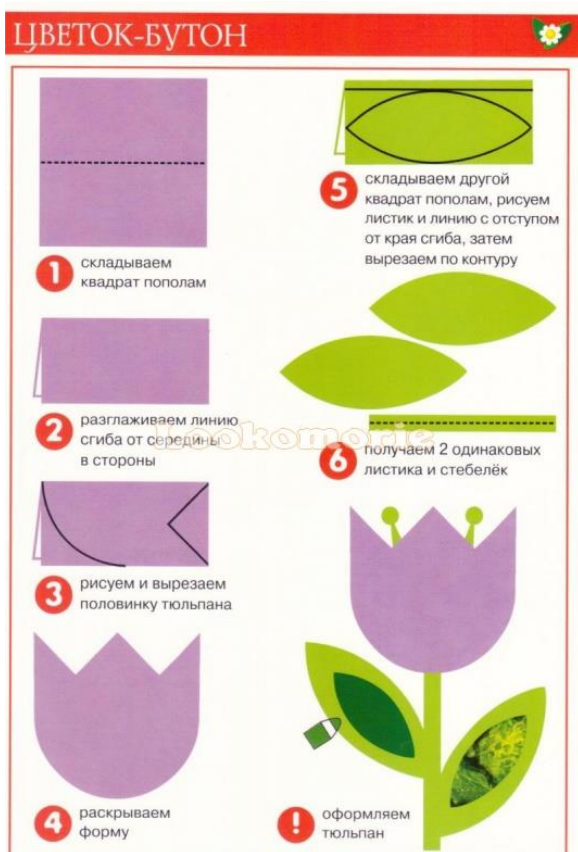 ЦВЕТОК-БУТОН
1 складываем
квадрат пополам
2 разглаживаем линию
сгиба от середины
в стороны
3 рисуем и вырезаем
половинку тюльпана
4 раскрываем
форму
5 складываем другой
квадрат пополам, рисуем
листик и линию с отступом
от края сгиба, затем
вырезаем по контуру
6 получаем 2 одинаковых
листика и стебелёк
! оформляем
тюльпан
Lookomorie